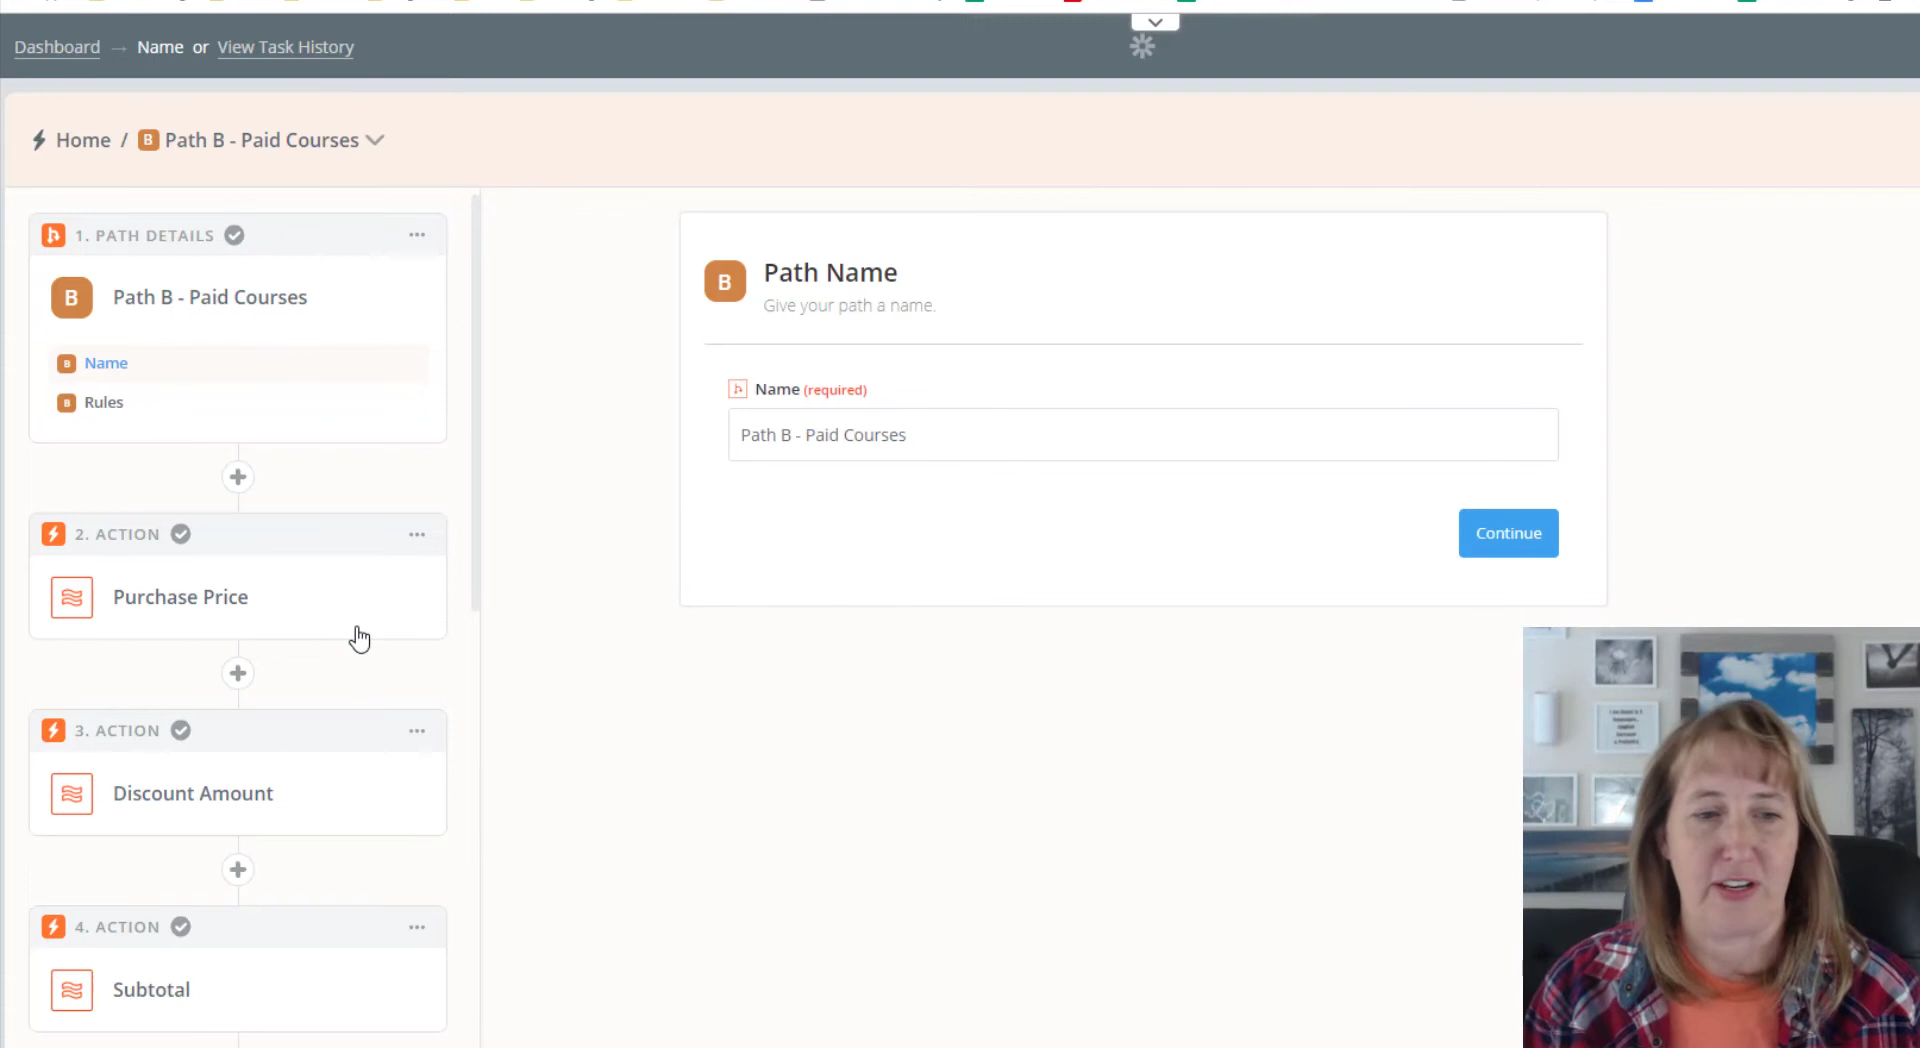 Dashboard → Name or View Task History
Home / B Path B - Paid Courses
1. PATH DETAILS
B Path B - Paid Courses
B Name
B Rules
2. ACTION
Purchase Price
3. ACTION
Discount Amount
4. ACTION
Subtotal
B Path Name
Give your path a name.
Name (required)
Path B - Paid Courses
Continue